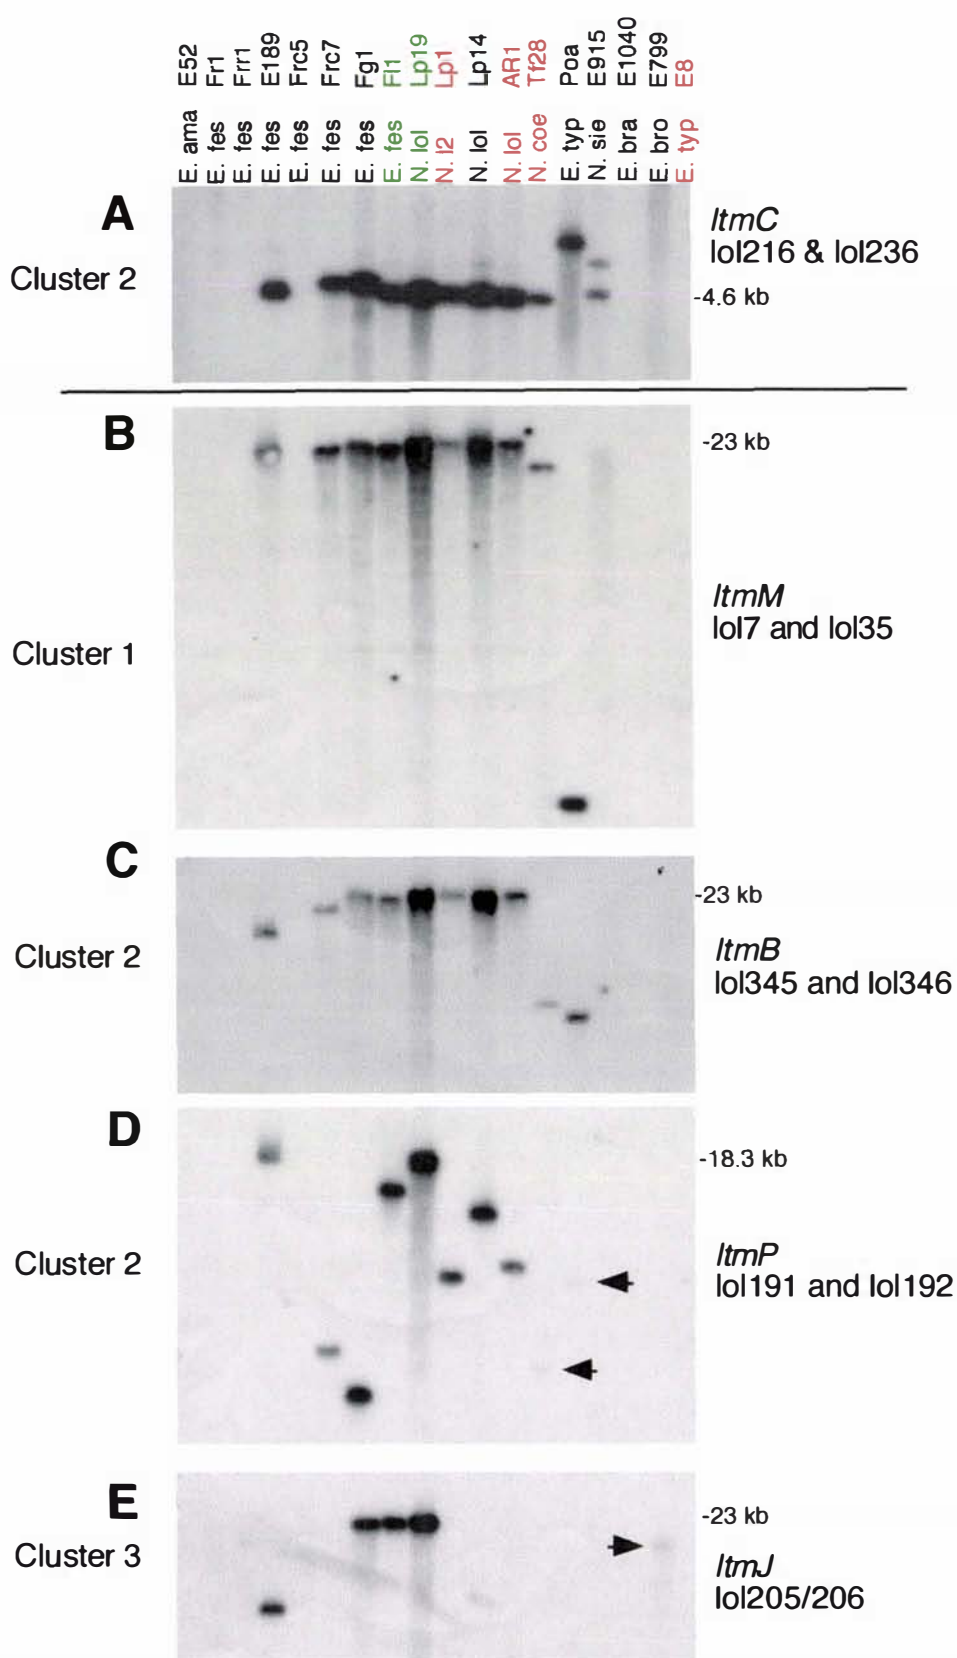 E. ama E52
E. fes Fr1
E. fes Frr1
E. fes E189
E. fes Frc5
E. fes Frc7
E. fes Fg1
E. fes Fl1
N. lol Lp19
N. l2 Lp1
N. lol Lp14
N. lol AR1
N. coe Tf28
E. typ Poa
N. sie E915
E. bra E1040
E. bro E799
E. typ E8
A
Cluster 2
ltmC
lol216 & lol236
-4.6 kb
B
-23 kb
Cluster 1
ltmM
lol7 and lol35
C
-23 kb
Cluster 2
ltmB
lol345 and lol346
D
-18.3 kb
Cluster 2
ltmP
lol191 and lol192
E
-23 kb
Cluster 3
ltmJ
lol205/206